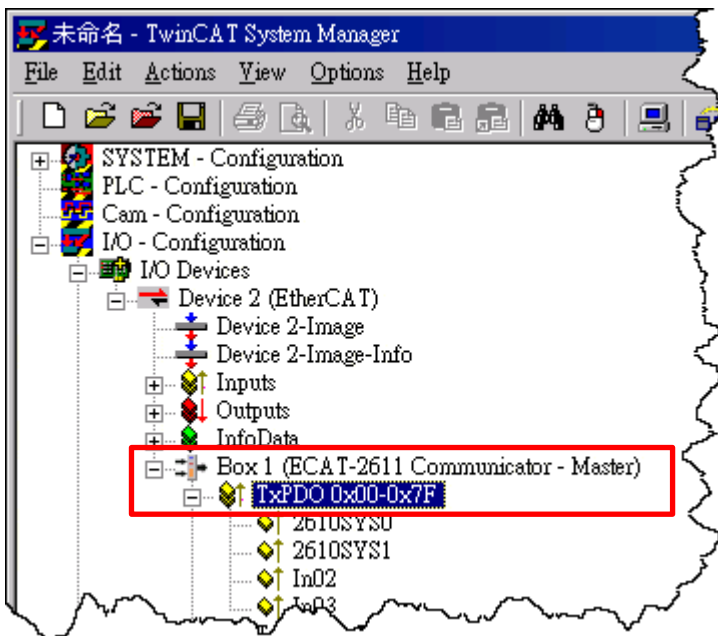 未命名 - TwinCAT System Manager
File Edit Actions View Options Help
SYSTEM - Configuration
PLC - Configuration
Cam - Configuration
I/O - Configuration
I/O Devices
Device 2 (EtherCAT)
Device 2-Image
Device 2-Image-Info
Inputs
Outputs
InfoData
Box 1 (ECAT-2611 Communicator - Master)
TxPDO 0x00-0x7F
2610SYS0
2610SYS1
In02
In03